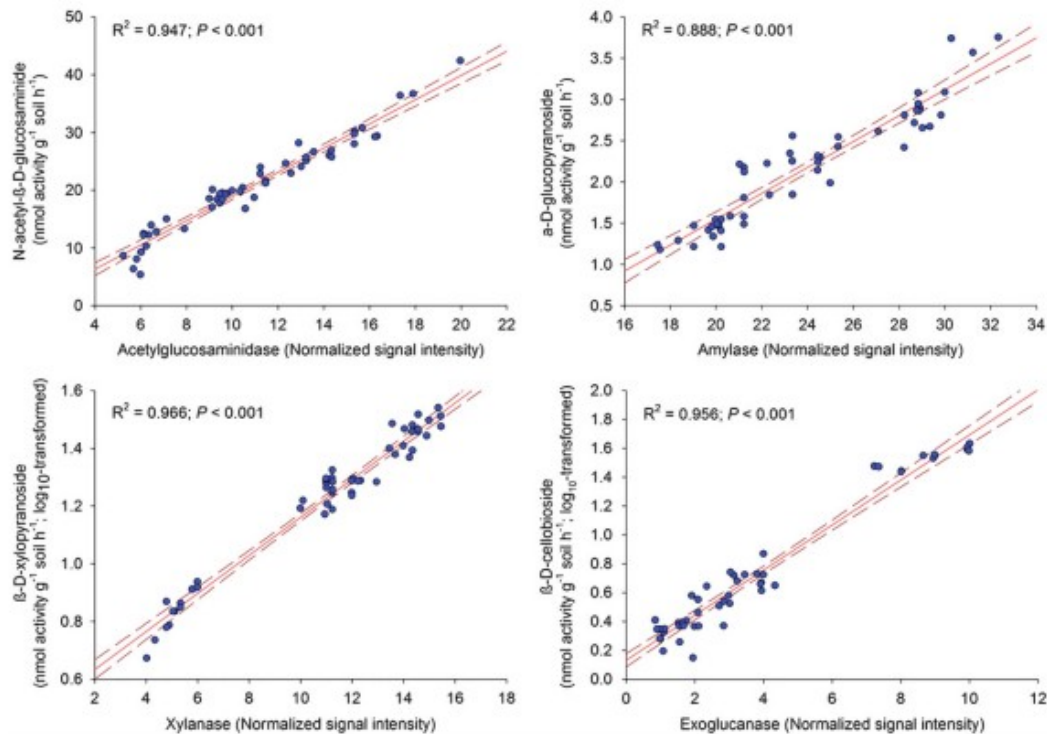 R² = 0.947; P < 0.001
N-acetyl-ß-D-glucosaminide
(nmol activity g⁻¹ soil h⁻¹)
50
40
30
20
10
0
4 6 8 10 12 14 16 18 20 22
Acetylglucosaminidase (Normalized signal intensity)
R² = 0.888; P < 0.001
a-D-glucopyranoside
(nmol activity g⁻¹ soil h⁻¹)
4.0
3.5
3.0
2.5
2.0
1.5
1.0
0.5
16 18 20 22 24 26 28 30 32 34
Amylase (Normalized signal intensity)
R² = 0.966; P < 0.001
ß-D-xylopyranoside
(nmol activity g⁻¹ soil h⁻¹; log₁₀-transformed)
1.6
1.4
1.2
1.0
0.8
0.6
2 4 6 8 10 12 14 16 18
Xylanase (Normalized signal intensity)
R² = 0.956; P < 0.001
ß-D-cellobioside
(nmol activity g⁻¹ soil h⁻¹; log₁₀-transformed)
2.0
1.8
1.6
1.4
1.2
1.0
0.8
0.6
0.4
0.2
0.0
0 2 4 6 8 10 12
Exoglucanase (Normalized signal intensity)